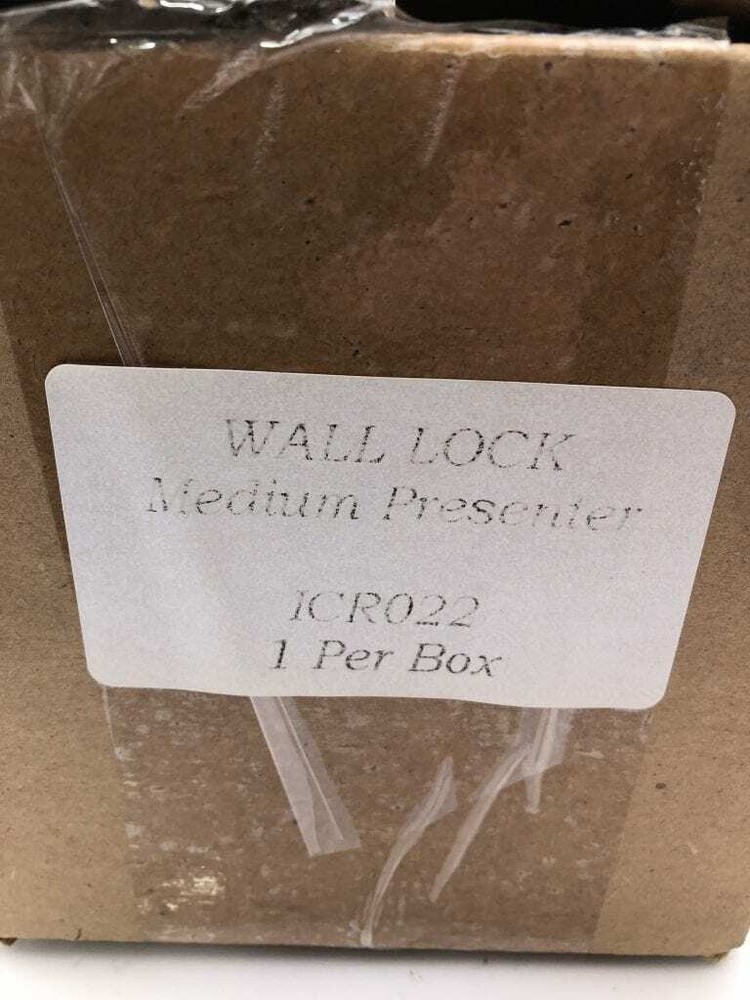 WALL LOCK
Medium Presenter
ICR022
1 Per Box